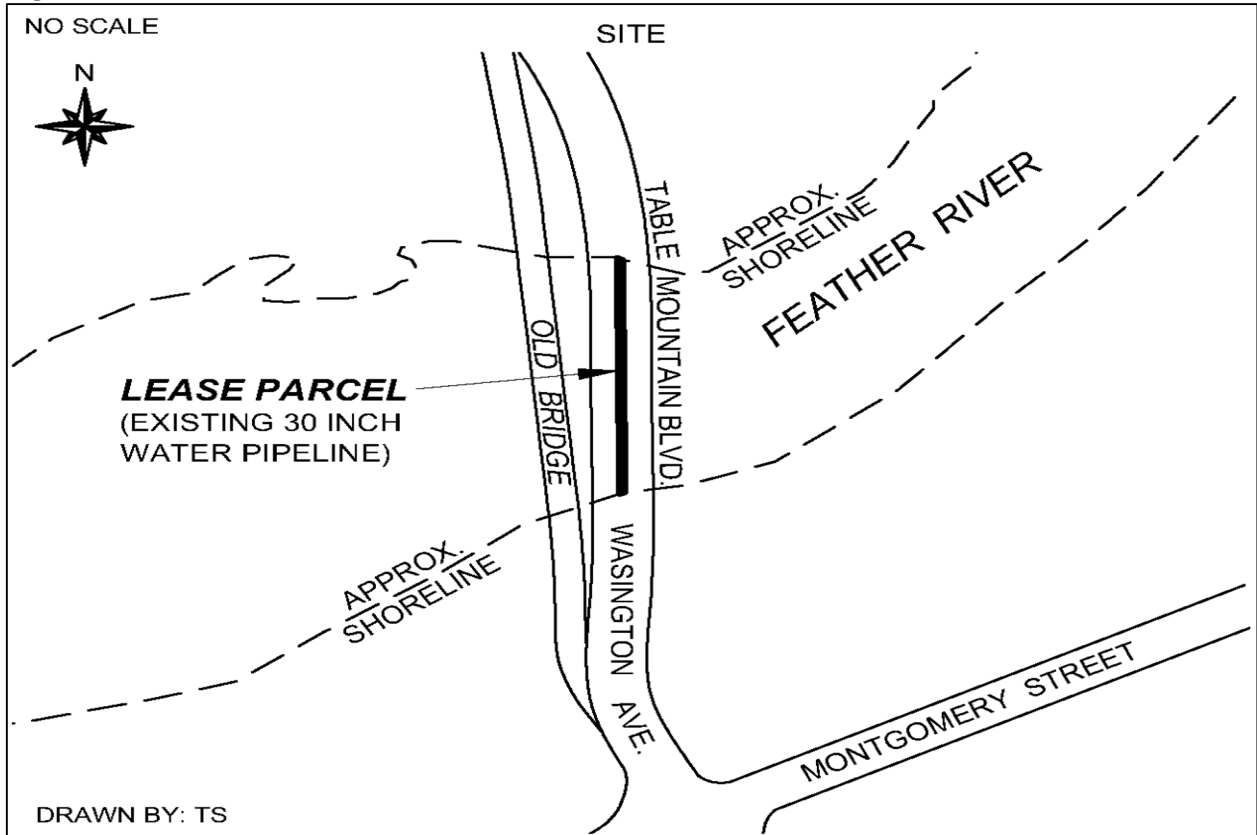 NO SCALE
SITE
N
TABLE MOUNTAIN BLVD.
APPROX.
SHORELINE
FEATHER RIVER
OLD BRIDGE
LEASE PARCEL
(EXISTING 30 INCH
WATER PIPELINE)
APPROX.
SHORELINE
WASINGTON AVE.
MONTGOMERY STREET
DRAWN BY: TS